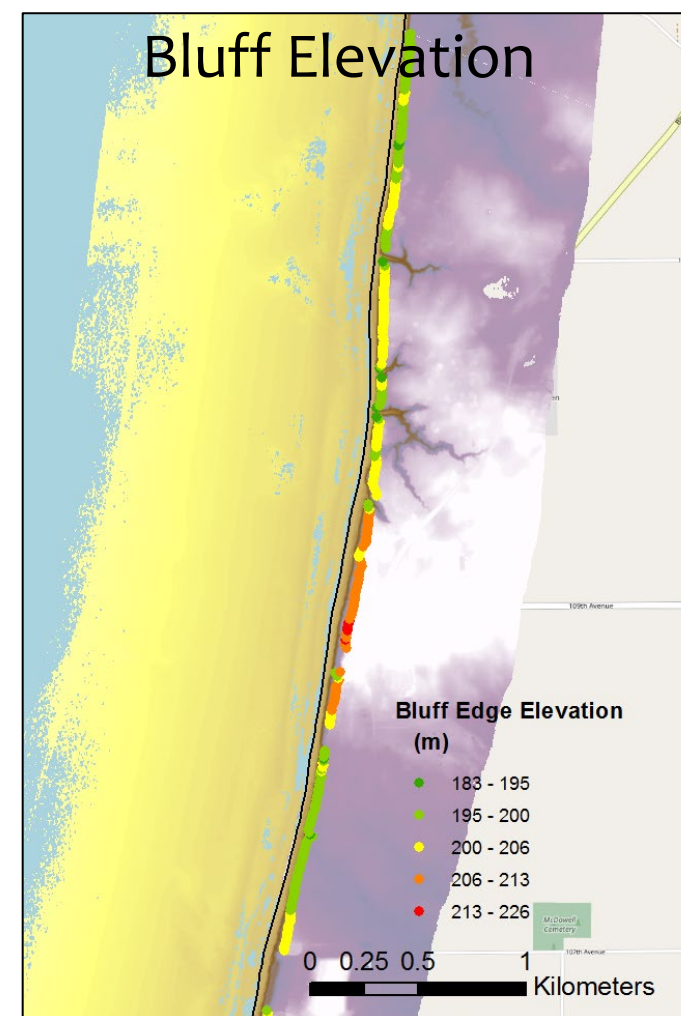 Bluff Elevation
109th Avenue
Bluff Edge Elevation
(m)
183 - 195
195 - 200
200 - 206
206 - 213
213 - 226
McDowell
Cemetery
107th Avenue
0 0.25 0.5 1
Kilometers